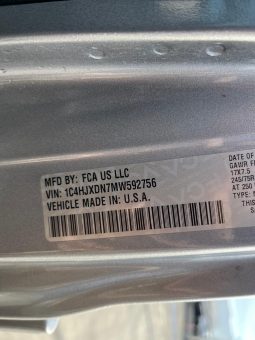 MFD BY: FCA US LLC
VIN: 1C4HJXDN7MW592756
VEHICLE MADE IN: U.S.A.
DATE OF
GAWR F
17X7.5
245/75R
AT 250
TYPE:
THIS